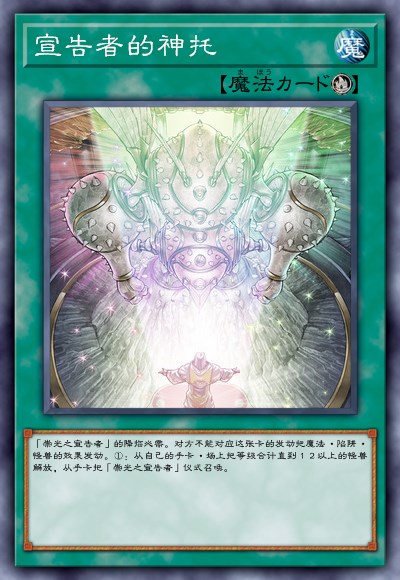 宣告者的神托
魔
【魔法カード】
まほう
「崇光之宣告者」的降临必需。对方不能对应这张卡的发动把魔法·陷阱·
怪兽的效果发动。①：从自己的手卡·场上把等级合计直到１２以上的怪兽
解放，从手卡把「崇光之宣告者」仪式召唤。